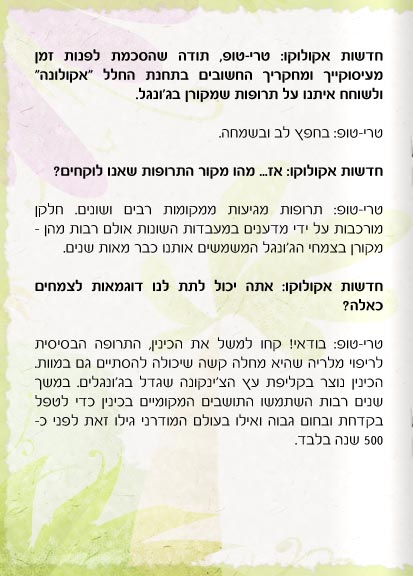 חדשות אקולוקו: טרי-טופ, תודה שהסכמת לפנות זמן
מעיסוקייך ומחקריך החשובים בתחנת החלל "אקולונה"
ולשוחח איתנו על תרופות שמקורן בג'ונגל.
טרי-טופ: בחפץ לב ובשמחה.
חדשות אקולוקו: אז... מהו מקור התרופות שאנו לוקחים?
טרי-טופ: תרופות מגיעות ממקומות רבים ושונים. חלקן
מורכבות על ידי מדענים במעבדות השונות אולם רבות מהן -
מקורן בצמחי הג'ונגל המשמשים אותנו כבר מאות שנים.
חדשות אקולוקו: אתה יכול לתת לנו דוגמאות לצמחים
כאלה?
טרי-טופ: בודאי! קחו למשל את הכינין, התרופה הבסיסית
לריפוי מלריה שהיא מחלה קשה שיכולה להסתיים גם במוות.
הכינין נוצר בקליפת עץ הצ'ינקונה שגדל בג'ונגלים. במשך
שנים רבות השתמשו התושבים המקומיים בכינין כדי לטפל
בקדחת ובחום גבוה ואילו בעולם המודרני גילו זאת לפני כ-
500 שנה בלבד.